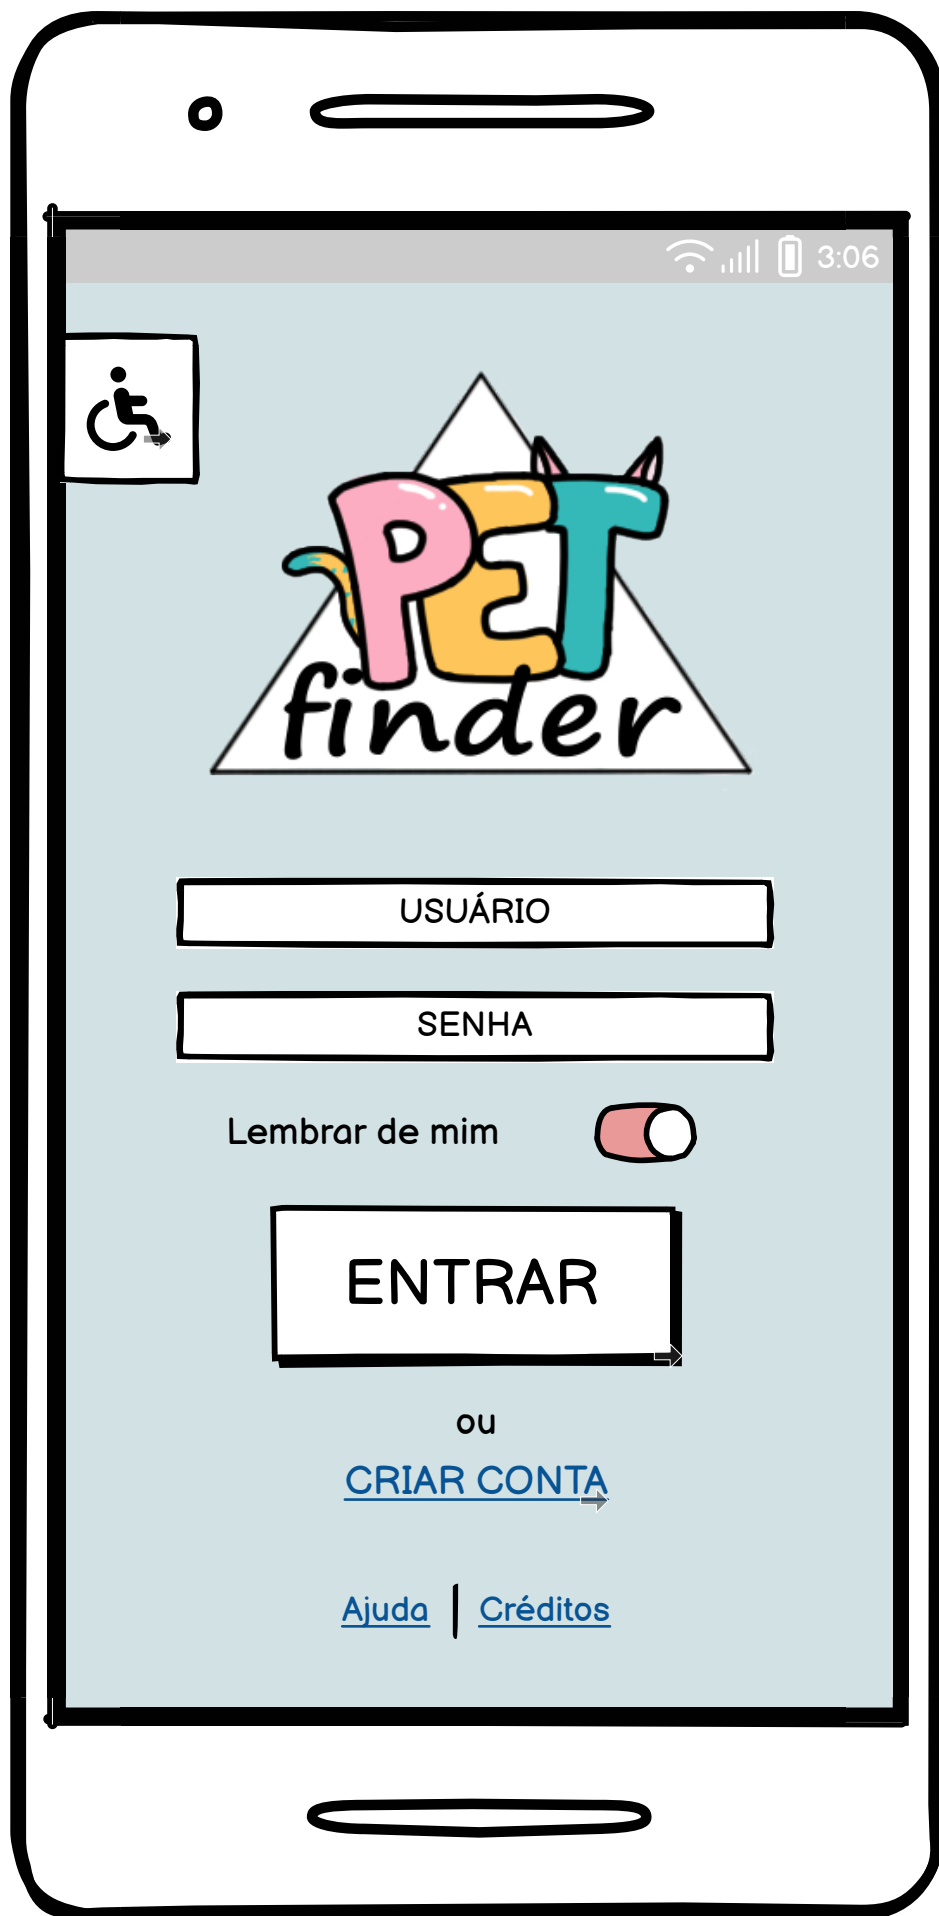 3:06
PET
finder
USUÁRIO
SENHA
Lembrar de mim
ENTRAR
ou
CRIAR CONTA
Ajuda | Créditos